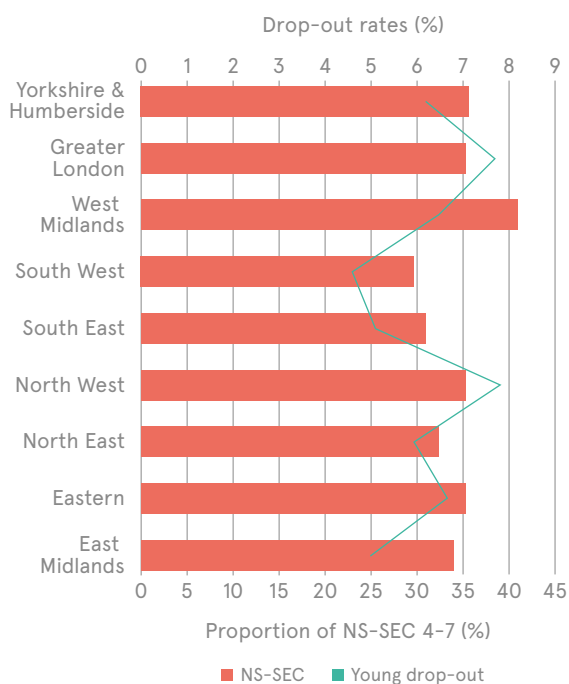 Drop-out rates (%)
0 1 2 3 4 5 6 7 8 9
Yorkshire &
Humberside
Greater
London
West
Midlands
South West
South East
North West
North East
Eastern
East
Midlands
0 5 10 15 20 25 30 35 40 45
Proportion of NS-SEC 4-7 (%)
NS-SEC Young drop-out